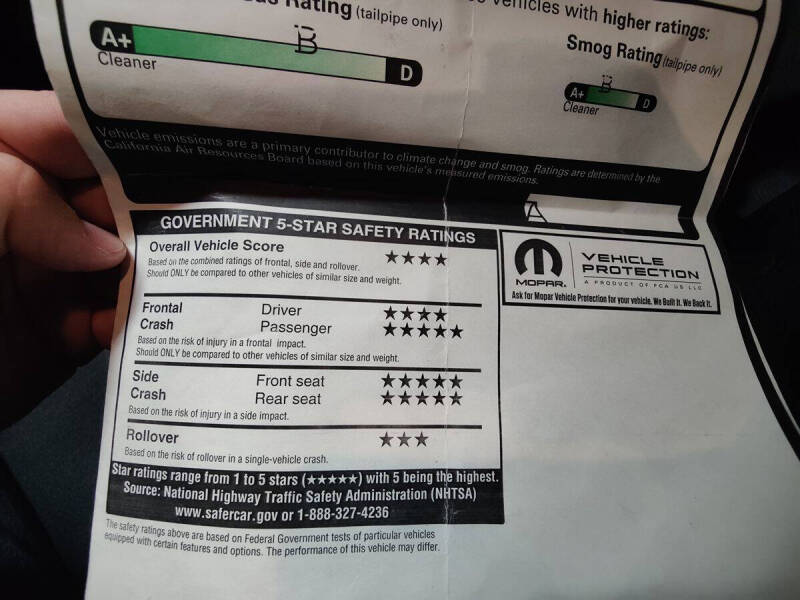 Rating (tailpipe only)
vehicles with higher ratings:
A+
B
D
Cleaner
Smog Rating (tailpipe only)
A+
B
D
Cleaner
Vehicle emissions are a primary contributor to climate change and smog. Ratings are determined by the
California Air Resources Board based on this vehicle's measured emissions.
A
GOVERNMENT 5-STAR SAFETY RATINGS
Overall Vehicle Score ★★★★
Based on the combined ratings of frontal, side and rollover.
Should ONLY be compared to other vehicles of similar size and weight.
Frontal Driver ★★★★
Crash Passenger ★★★★★
Based on the risk of injury in a frontal impact.
Should ONLY be compared to other vehicles of similar size and weight.
Side Front seat ★★★★★
Crash Rear seat ★★★★★
Based on the risk of injury in a side impact.
Rollover ★★★
Based on the risk of rollover in a single-vehicle crash.
Star ratings range from 1 to 5 stars (★★★★★) with 5 being the highest.
Source: National Highway Traffic Safety Administration (NHTSA)
www.safercar.gov or 1-888-327-4236
The safety ratings above are based on Federal Government tests of particular vehicles
equipped with certain features and options. The performance of this vehicle may differ.
MOPAR.
VEHICLE
PROTECTION
A PRODUCT OF FCA US LLC
Ask for Mopar Vehicle Protection for your vehicle. We Built It. We Back It.